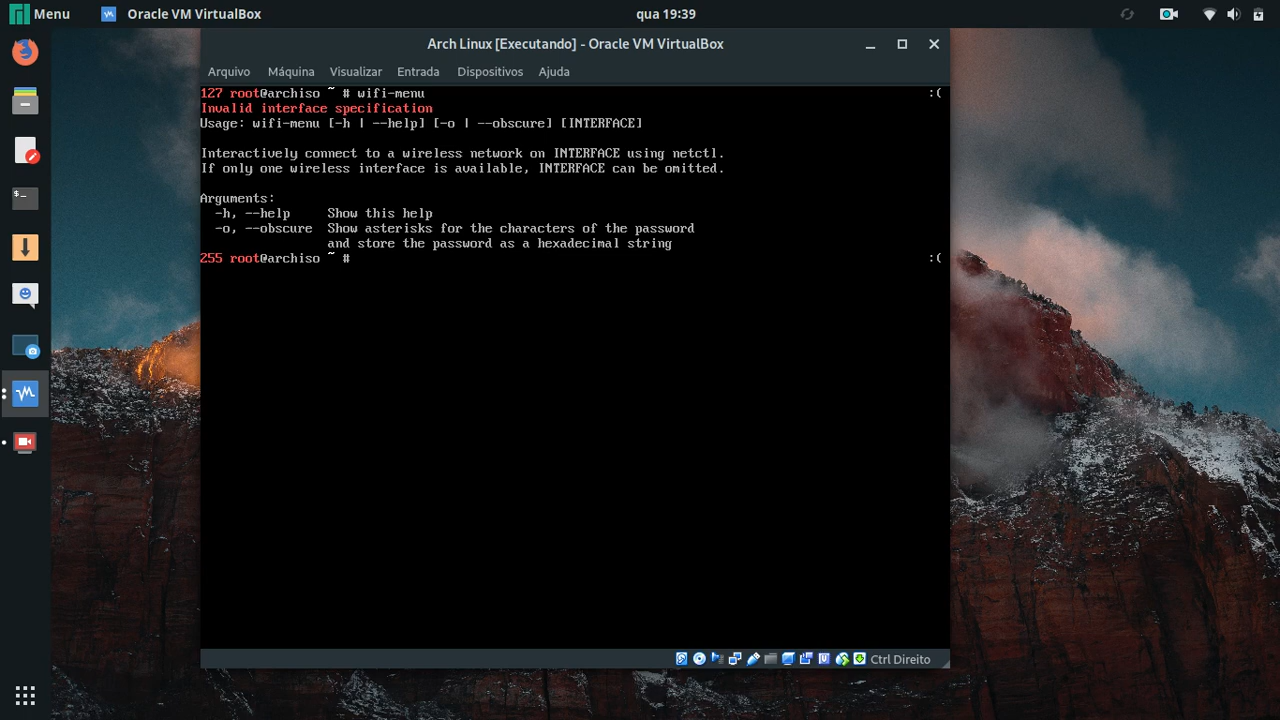 Menu Oracle VM VirtualBox qua 19:39
Arch Linux [Executando] - Oracle VM VirtualBox
Arquivo Máquina Visualizar Entrada Dispositivos Ajuda
127 root@archiso ~ # wifi-menu :(
Invalid interface specification
Usage: wifi-menu [-h | --help] [-o | --obscure] [INTERFACE]
Interactively connect to a wireless network on INTERFACE using netctl.
If only one wireless interface is available, INTERFACE can be omitted.
Arguments:
-h, --help Show this help
-o, --obscure Show asterisks for the characters of the password
and store the password as a hexadecimal string
255 root@archiso ~ # :(
Ctrl Direito